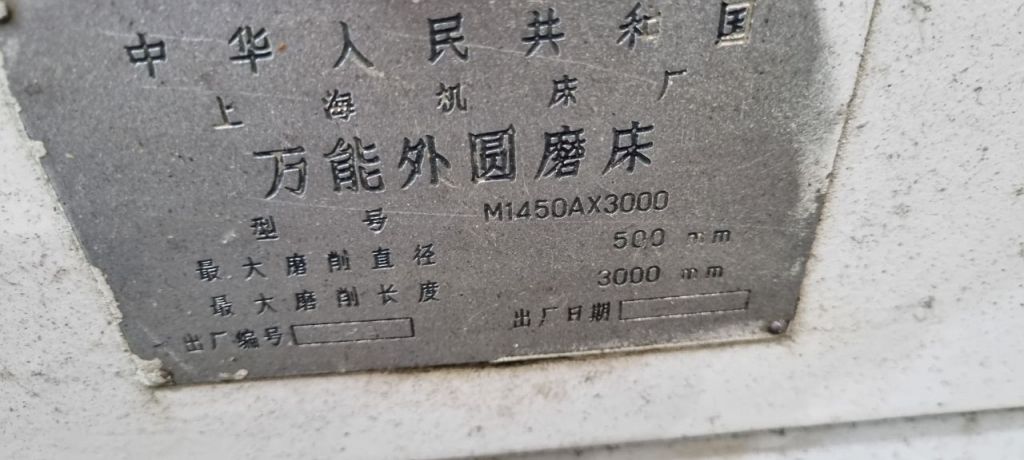 中华人民共和国
上海机床厂
万能外圆磨床
型号 M1450AX3000
最大磨削直径 500 mm
最大磨削长度 3000 mm
出厂编号 出厂日期